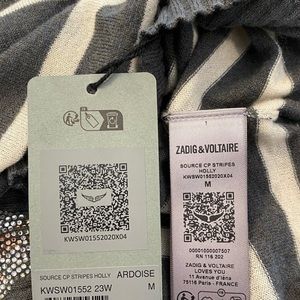 KWSW01552020X04
SOURCE CP STRIPES HOLLY
ARDOISE
KWSW01552 23W
M
ZADIG & VOLTAIRE
SOURCE CP STRIPES
HOLLY
KWSW01552020X04
M
00001000007507
RN 116 202
ZADIG & VOLTAIRE
LOVES YOU
11 Avenue d'Iéna
75116 Paris - FRANCE